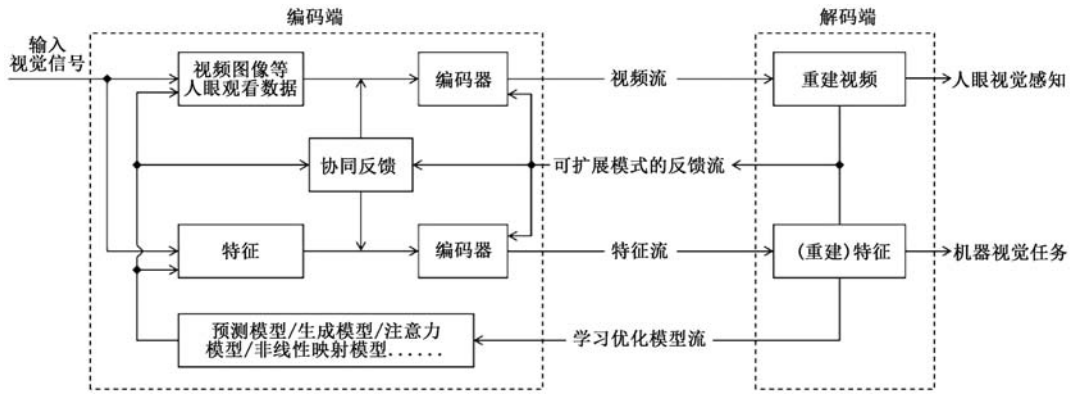 编码端
解码端
输入
视觉信号
视频图像等
人眼观看数据
编码器
视频流
重建视频
人眼视觉感知
协同反馈
可扩展模式的反馈流
特征
编码器
特征流
(重建)特征
机器视觉任务
预测模型/生成模型/注意力
模型/非线性映射模型......
学习优化模型流